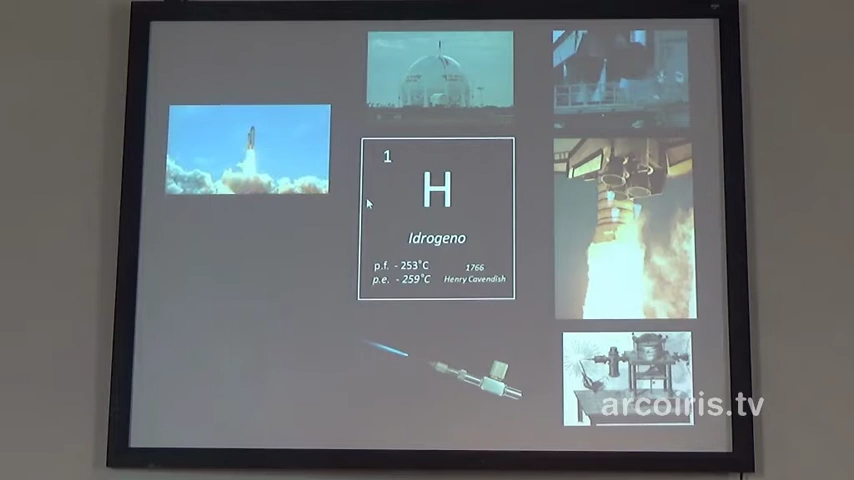 1
H
Idrogeno
p.f. - 253°C
p.e. - 259°C
1766
Henry Cavendish
arcoiris.tv